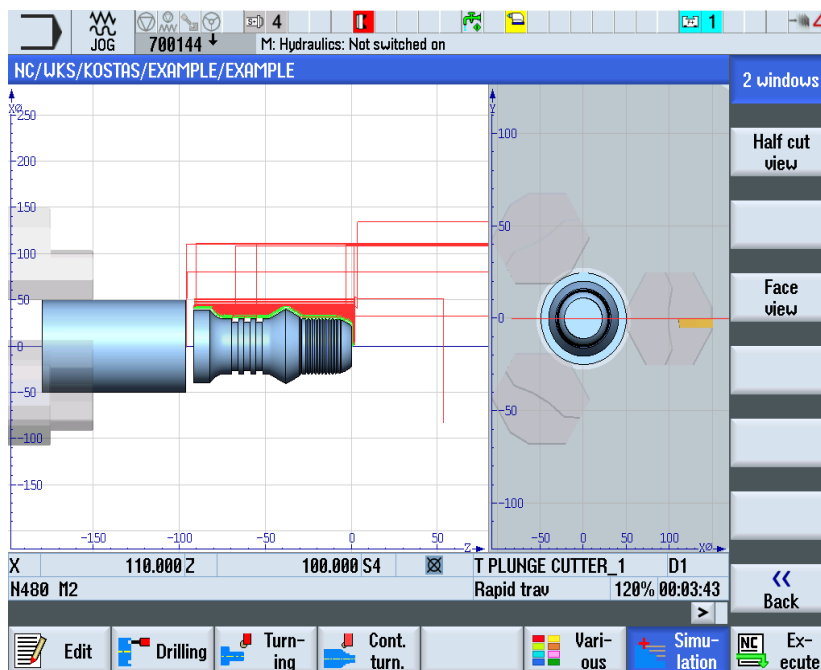 4 1
JOG 700144 M: Hydraulics: Not switched on
NC/WKS/KOSTAS/EXAMPLE/EXAMPLE
2 windows
Half cut
view
Face
view
<<
Back
XØ
250
200
150
100
50
0
-50
-100
-150
-150 -100 -50 0 50 Z
Y
100
50
0
-50
-100
-50 0 50 100 XØ
X 110.000 Z 100.000 S4 T PLUNGE CUTTER_1 D1
N480 M2 Rapid trav 120% 00:03:43
>
Edit
Drilling
Turn-
ing
Cont.
turn.
Vari-
ous
Simu-
lation
NC Ex-
ecute